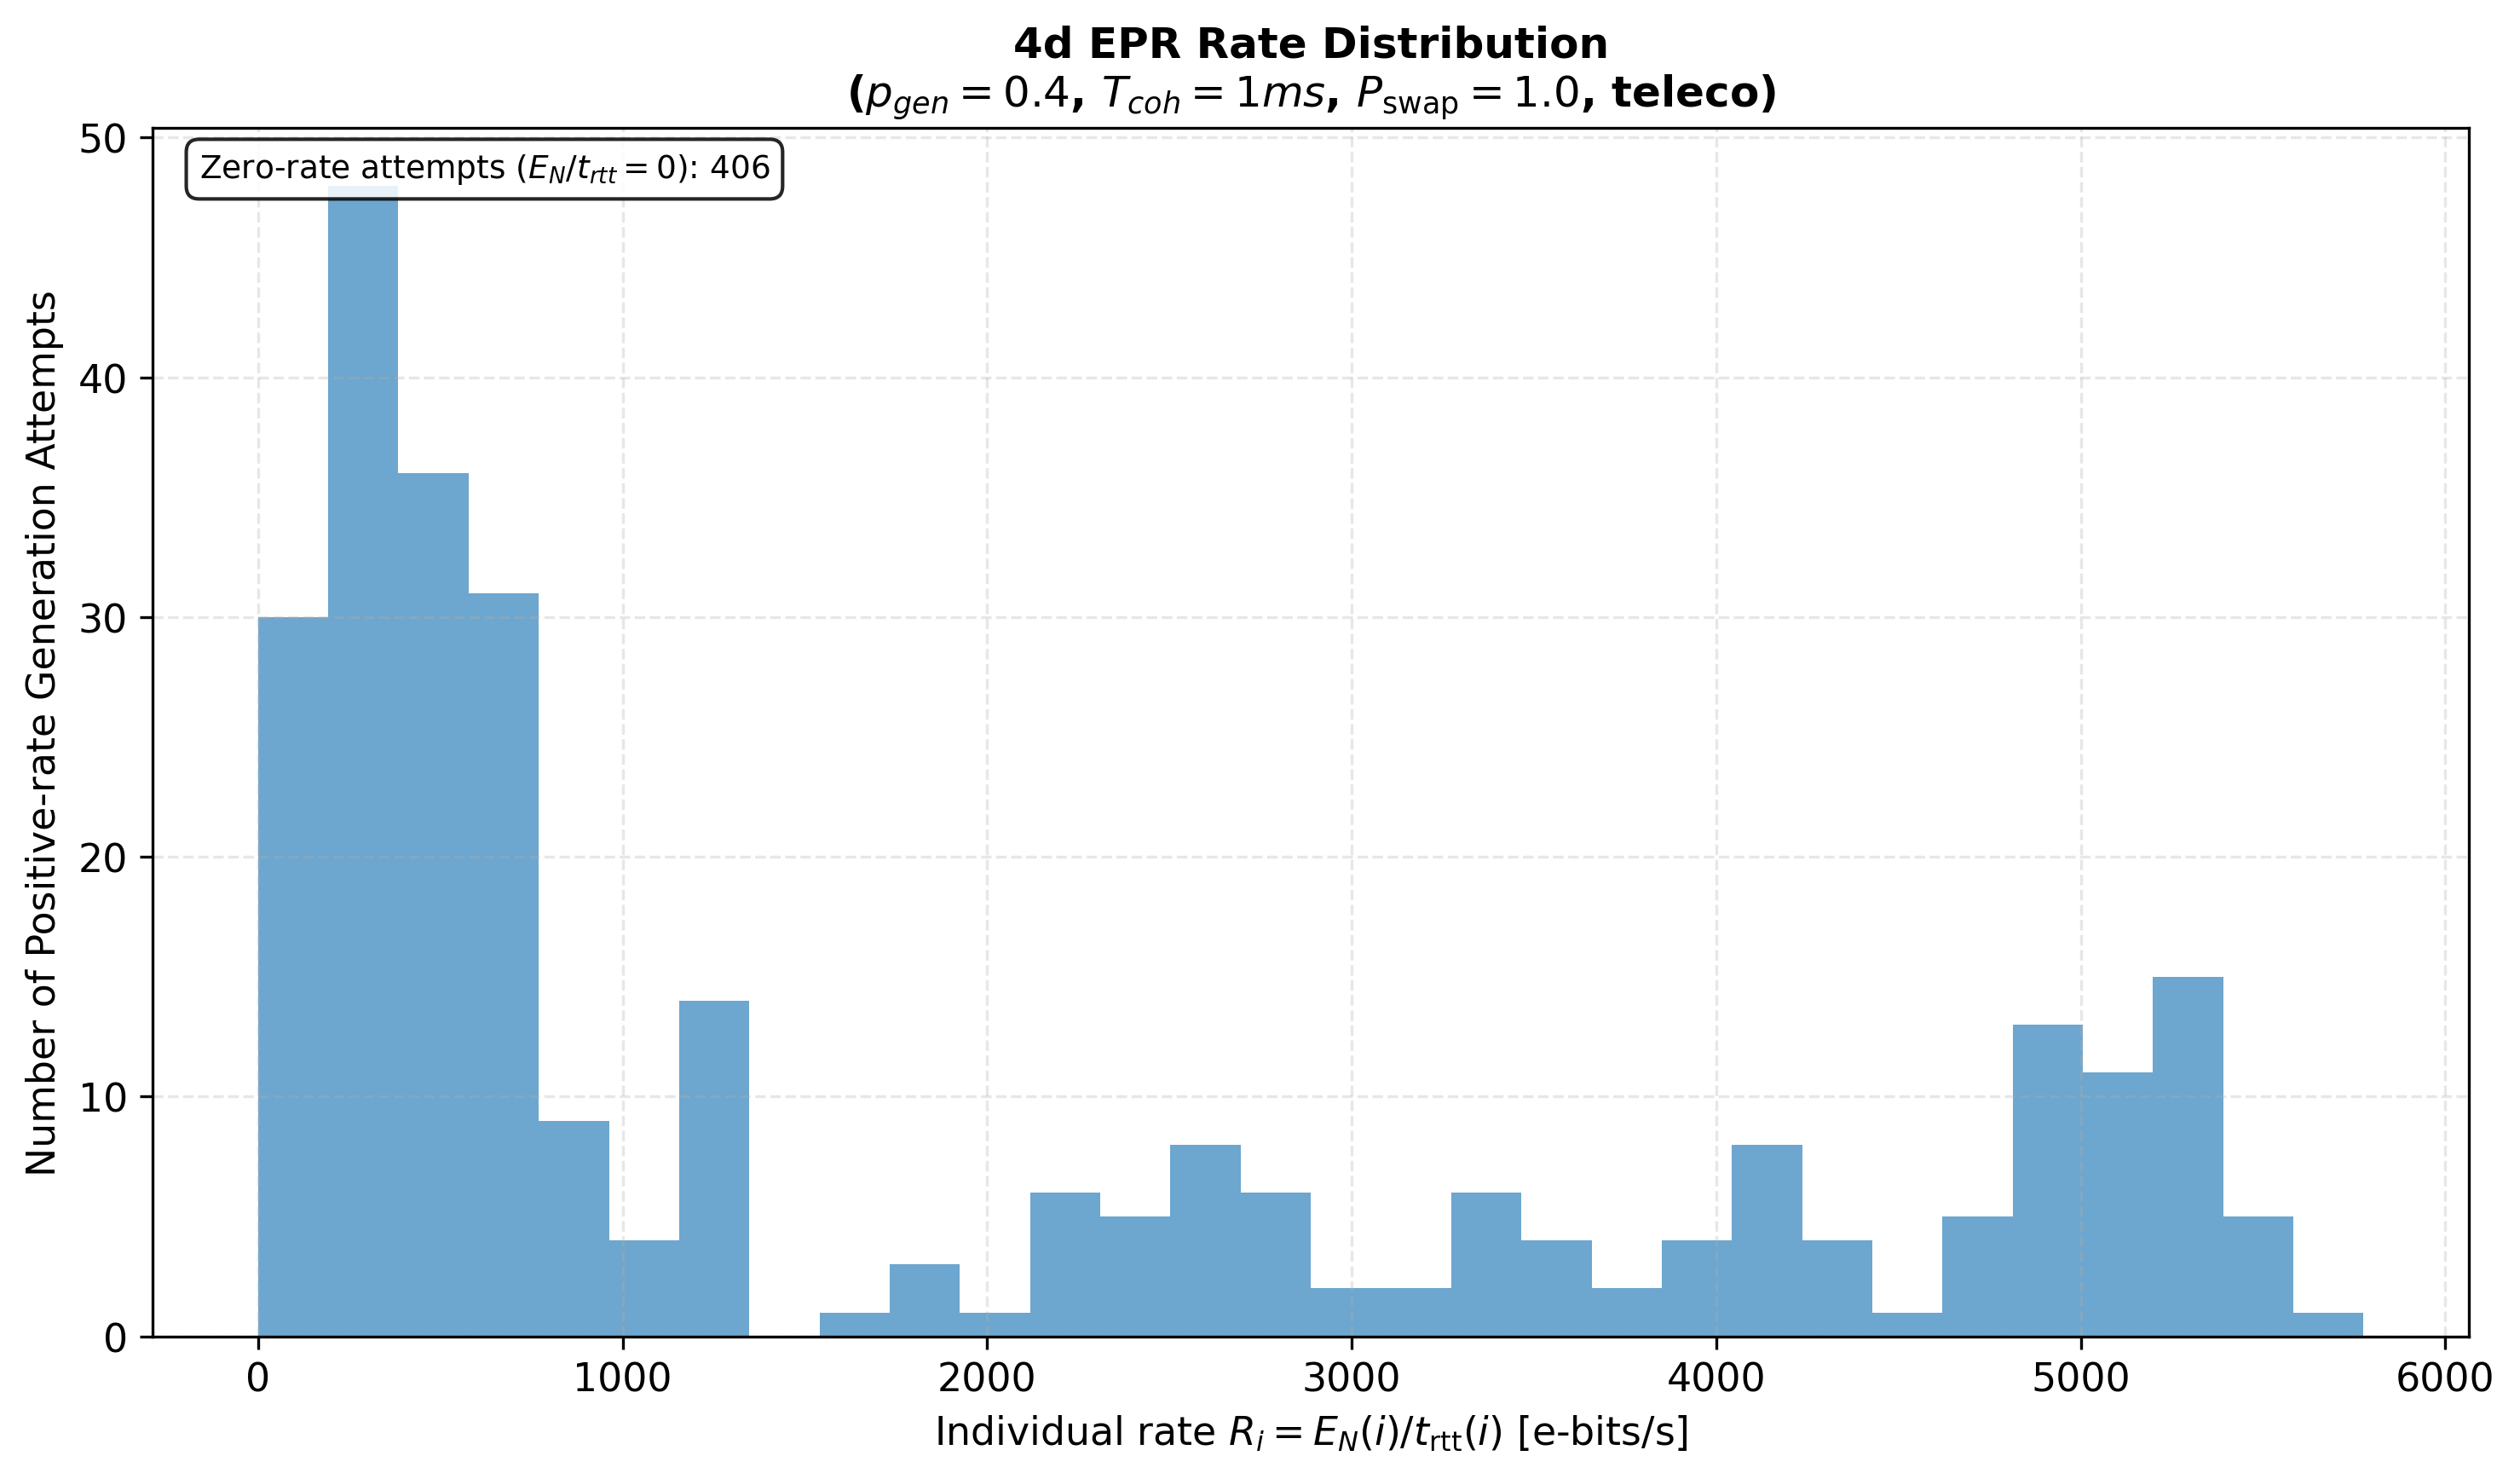 4d EPR Rate Distribution
(p_gen = 0.4, T_coh = 1ms, P_swap = 1.0, teleco)
Zero-rate attempts (E_N/t_rtt = 0): 406
Number of Positive-rate Generation Attempts
50
40
30
20
10
0
0 1000 2000 3000 4000 5000 6000
Individual rate R_i = E_N(i)/t_rtt(i) [e-bits/s]